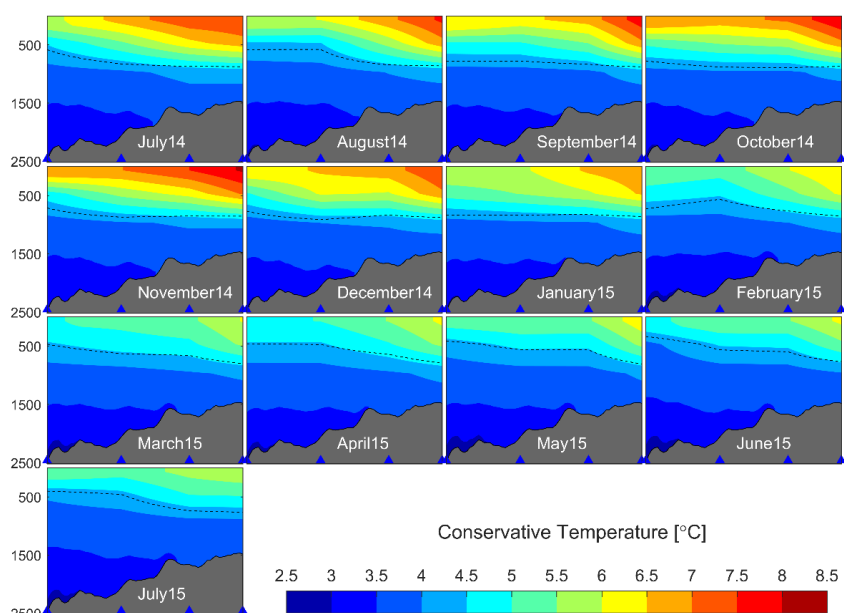 500
1500
2500
July14
August14
September14
October14
500
1500
2500
November14
December14
January15
February15
500
1500
2500
March15
April15
May15
June15
500
1500
2500
July15
Conservative Temperature [°C]
2.5 3 3.5 4 4.5 5 5.5 6 6.5 7 7.5 8 8.5